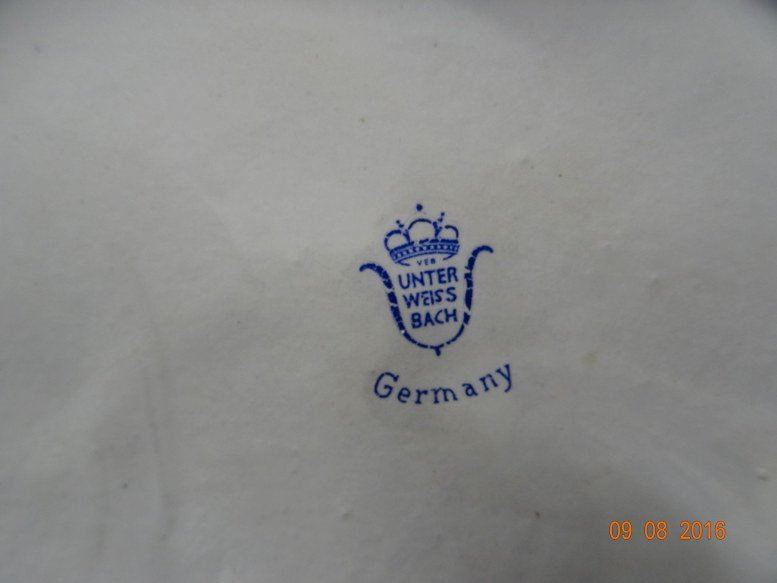 VEB
UNTER
WEISS
BACH
Germany
09 08 2016